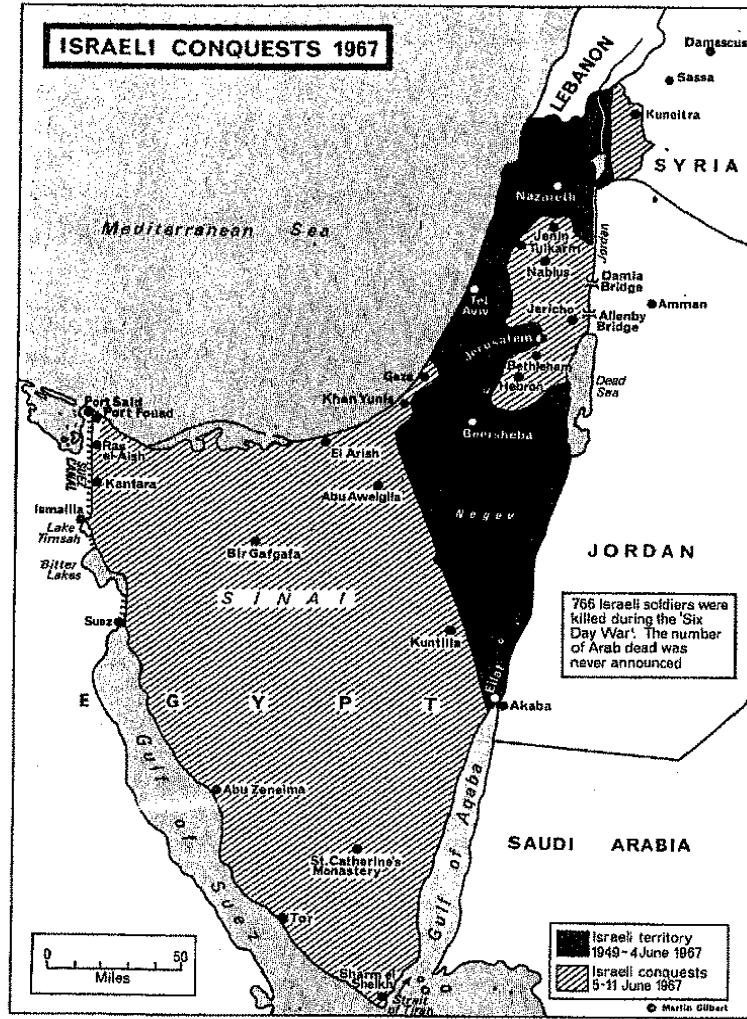 ISRAELI CONQUESTS 1967
Damascus
Sassa
LEBANON
Kuneitra
SYRIA
Nazareth
Mediterranean Sea
Jenin
Tulkarm
Nablus
Jordan
Damia
Bridge
Tel
Aviv
Jericho
Amman
Allenby
Bridge
Jerusalem
Bethlehem
Hebron
Dead
Sea
Gaza
Khan Yunis
Port Said
Port Fouad
Beersheba
Ras
el-Aish
El Arish
SUEZ
CANAL
Kantara
Abu Aweigila
Ismailia
Negev
Lake
Timsah
Bir Gafgafa
JORDAN
Bitter
Lakes
SINAI
766 Israeli soldiers were
killed during the 'Six
Day War'. The number
of Arab dead was
never announced
Suez
Kuntilla
Eilat
EGYPT
Akaba
Gulf of Suez
Gulf of Aqaba
Abu Zeneima
SAUDI ARABIA
St. Catherine's
Monastery
Tor
Israeli territory
1949-4 June 1967
0 50
Miles
Israeli conquests
5-11 June 1967
Sharm el
Sheikh
Strait
of Tiran
© Martin Gilbert